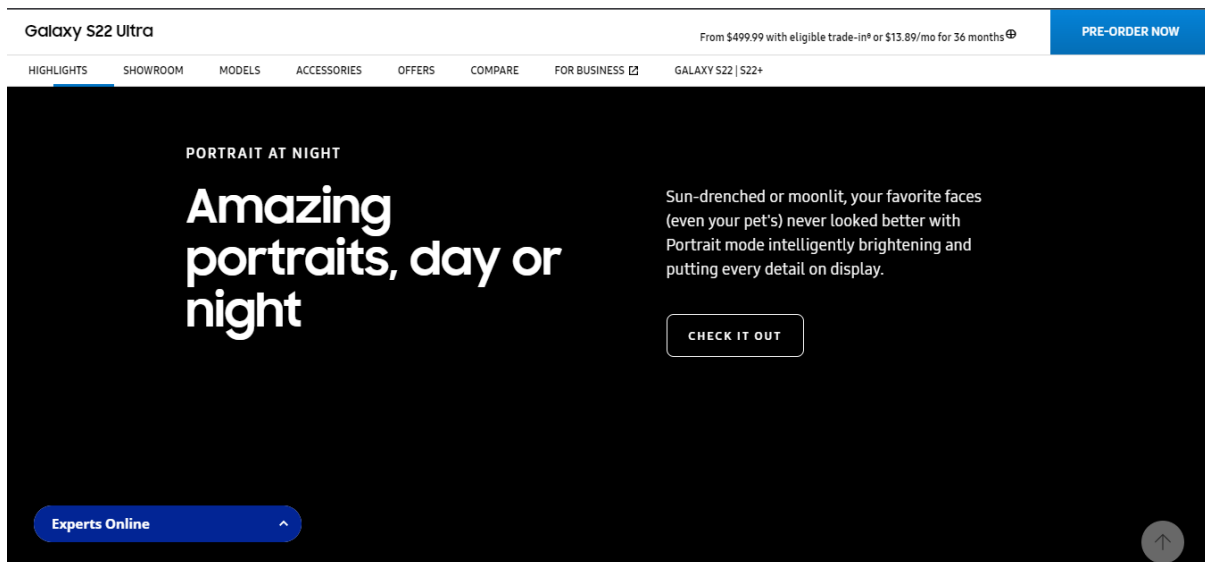 Galaxy S22 Ultra
From $499.99 with eligible trade-in⁰ or $13.89/mo for 36 months⊕
PRE-ORDER NOW
HIGHLIGHTS SHOWROOM MODELS ACCESSORIES OFFERS COMPARE FOR BUSINESS GALAXY S22 | S22+
PORTRAIT AT NIGHT
Amazing
portraits, day or
night
Sun-drenched or moonlit, your favorite faces
(even your pet's) never looked better with
Portrait mode intelligently brightening and
putting every detail on display.
CHECK IT OUT
Experts Online